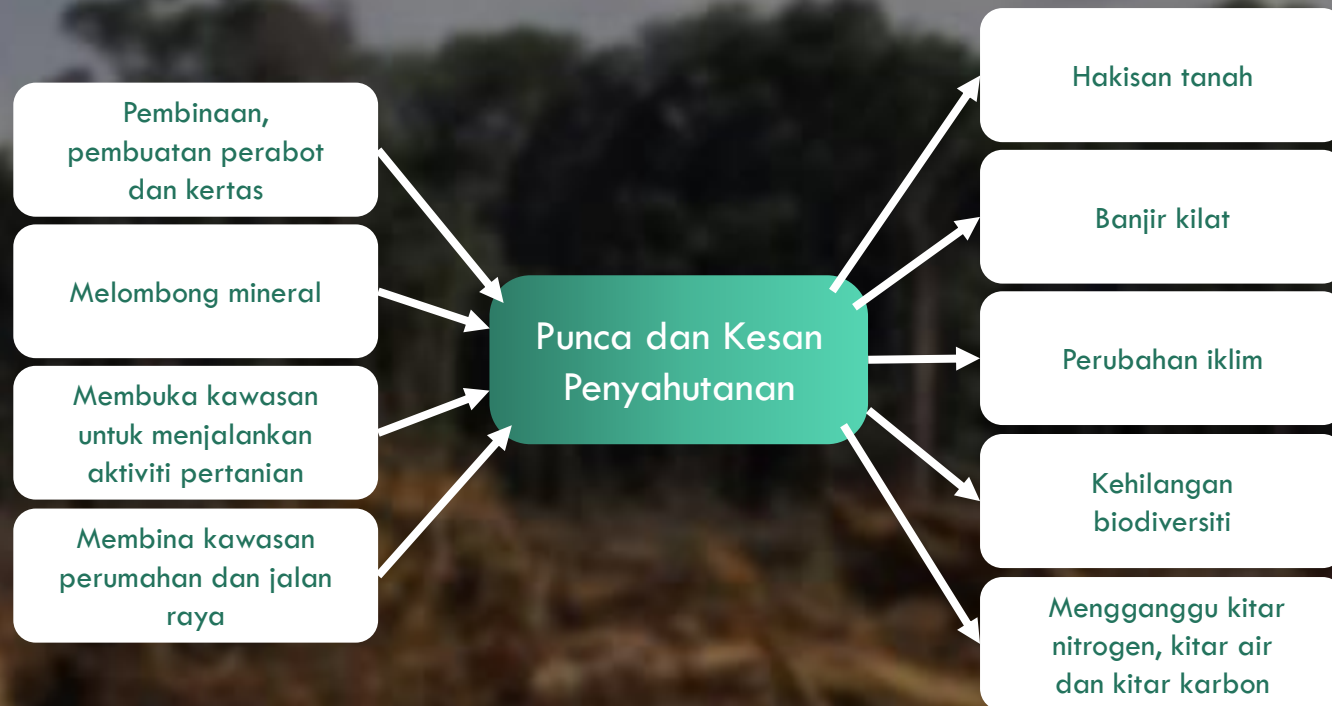 Pembinaan,
pembuatan perabot
dan kertas
Melombong mineral
Membuka kawasan
untuk menjalankan
aktiviti pertanian
Membina kawasan
perumahan dan jalan
raya
Punca dan Kesan
Penyahutanan
Hakisan tanah
Banjir kilat
Perubahan iklim
Kehilangan
biodiversiti
Mengganggu kitar
nitrogen, kitar air
dan kitar karbon